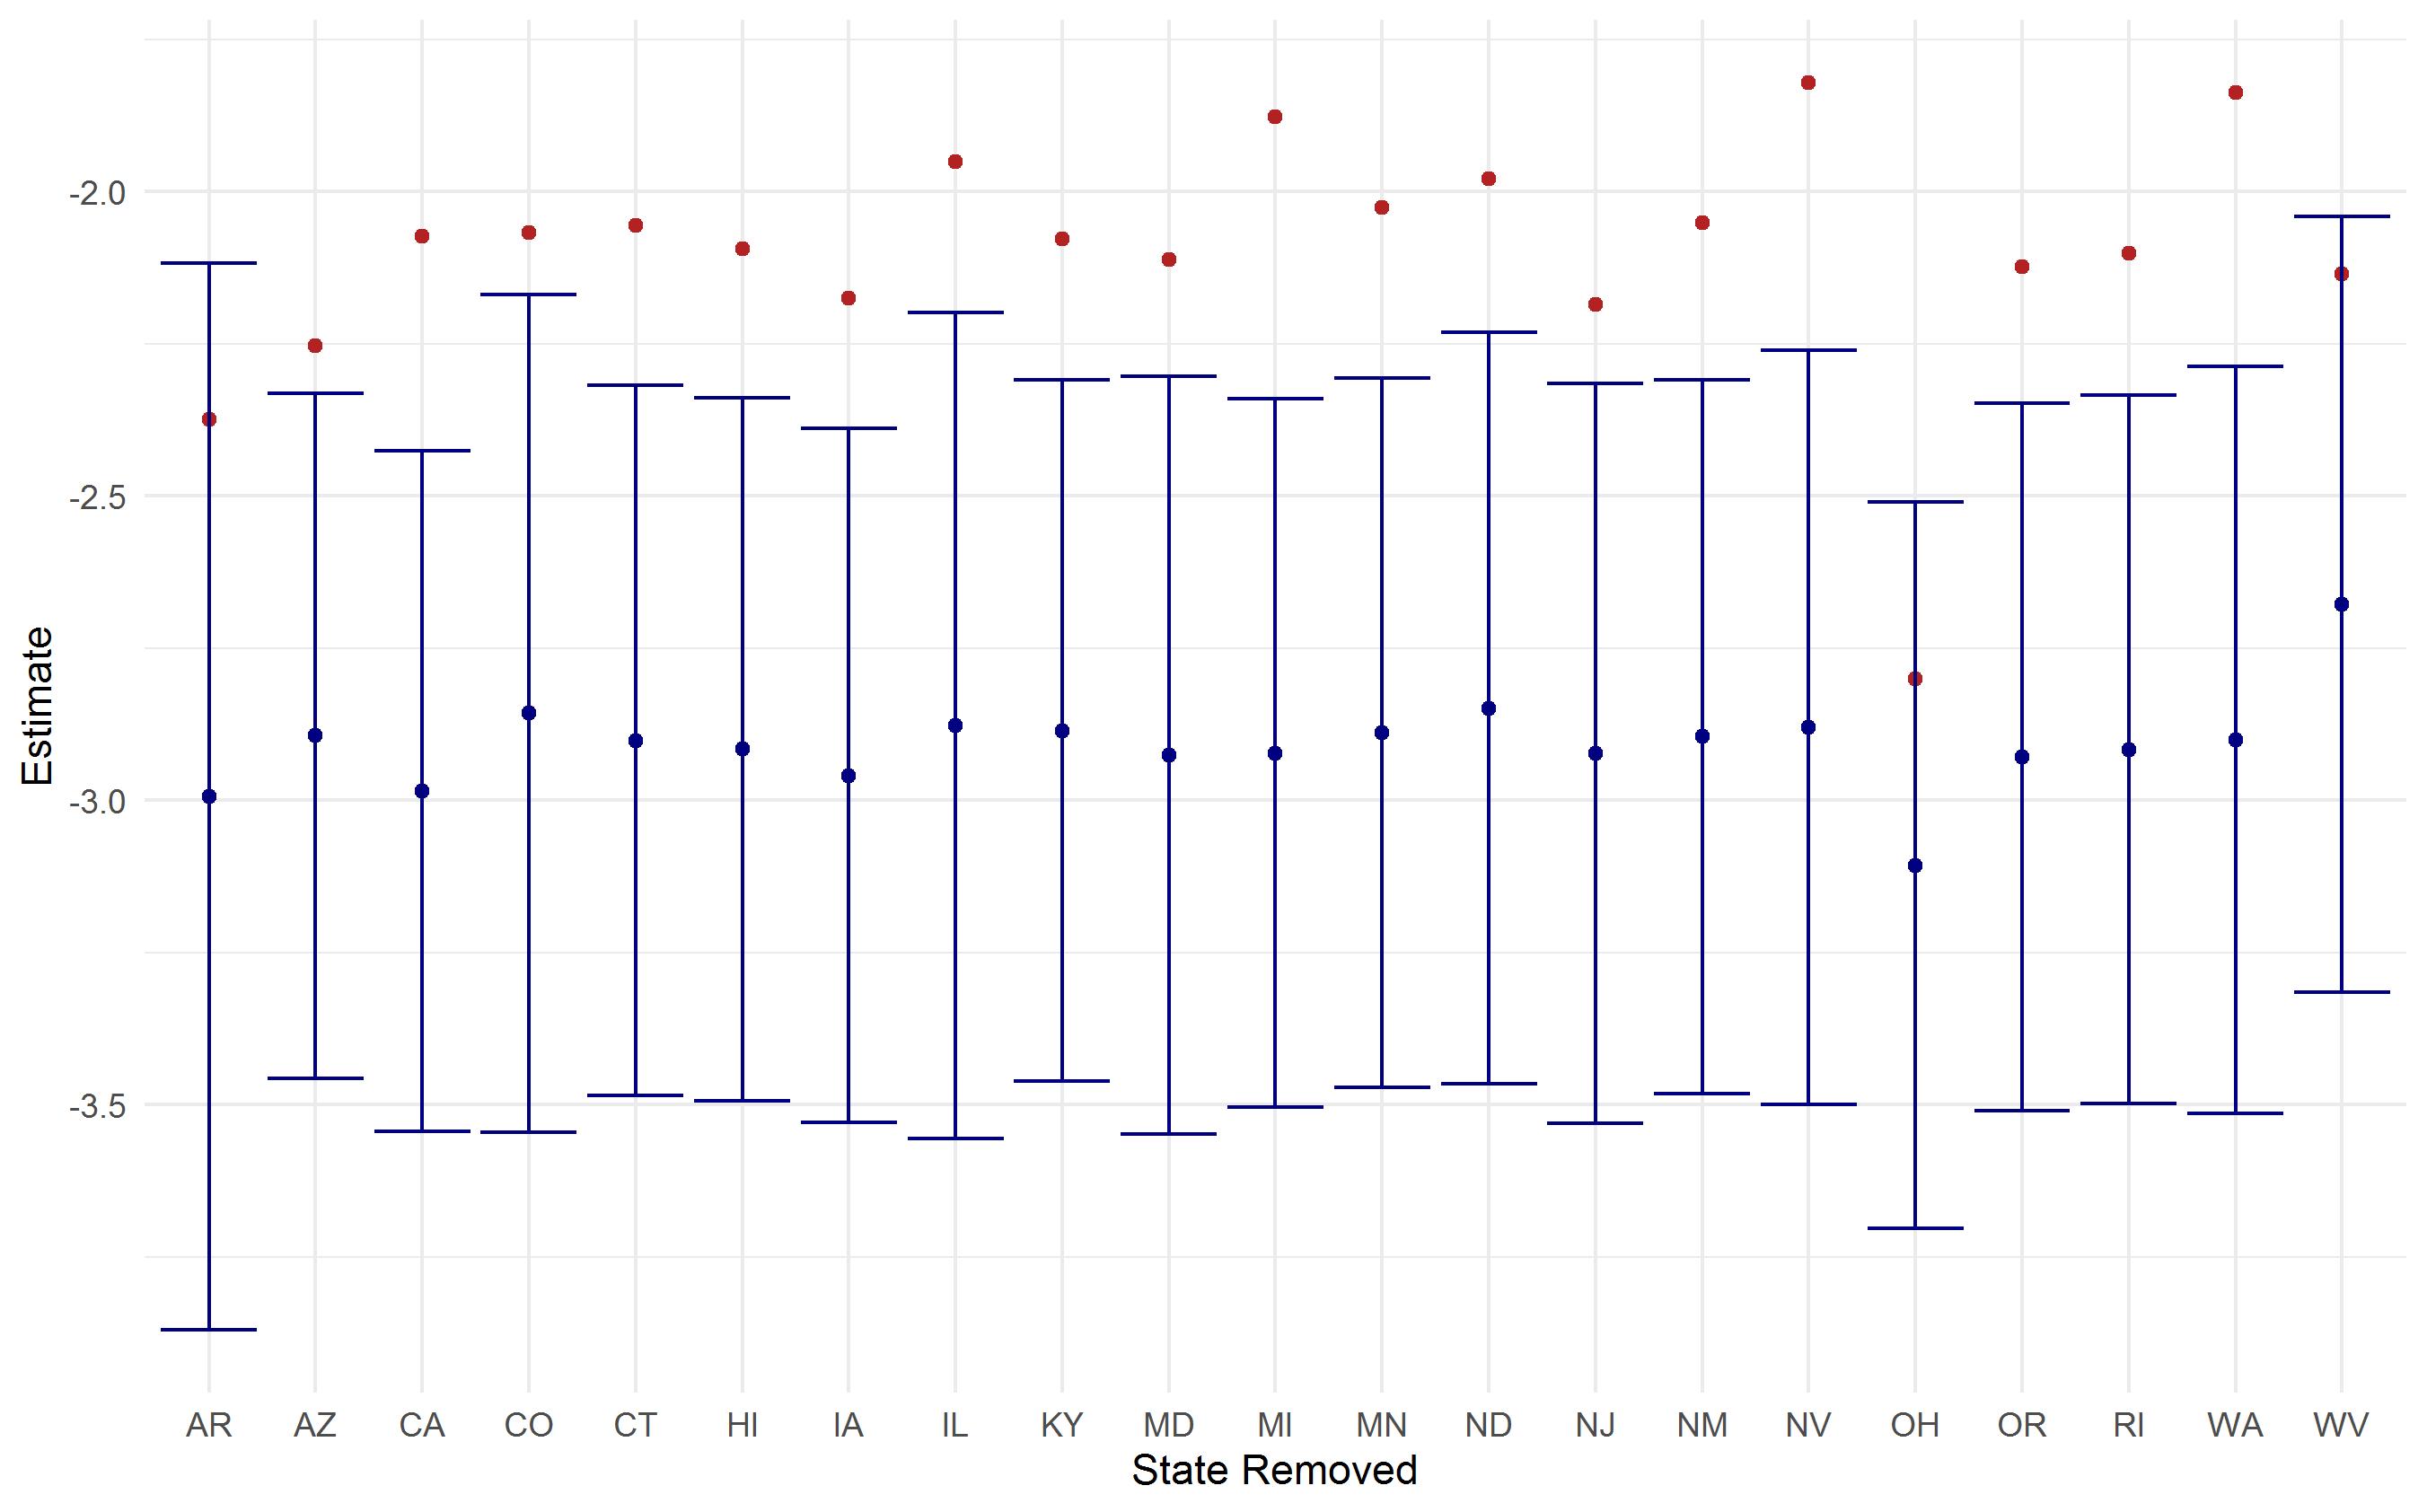 -2.0
-2.5
-3.0
-3.5
Estimate
AR AZ CA CO CT HI IA IL KY MD MI MN ND NJ NM NV OH OR RI WA WV
State Removed